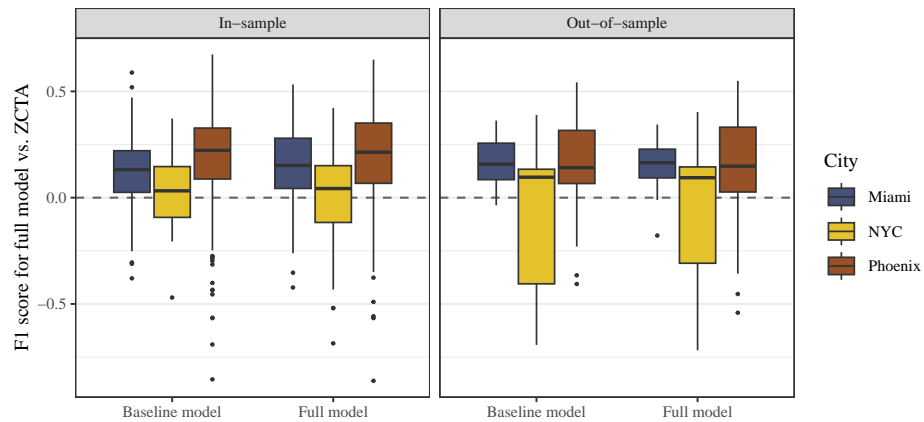 In−sample
Out−of−sample
F1 score for full model vs. ZCTA
0.5
0.0
−0.5
Baseline model
Full model
Baseline model
Full model
City
Miami
NYC
Phoenix